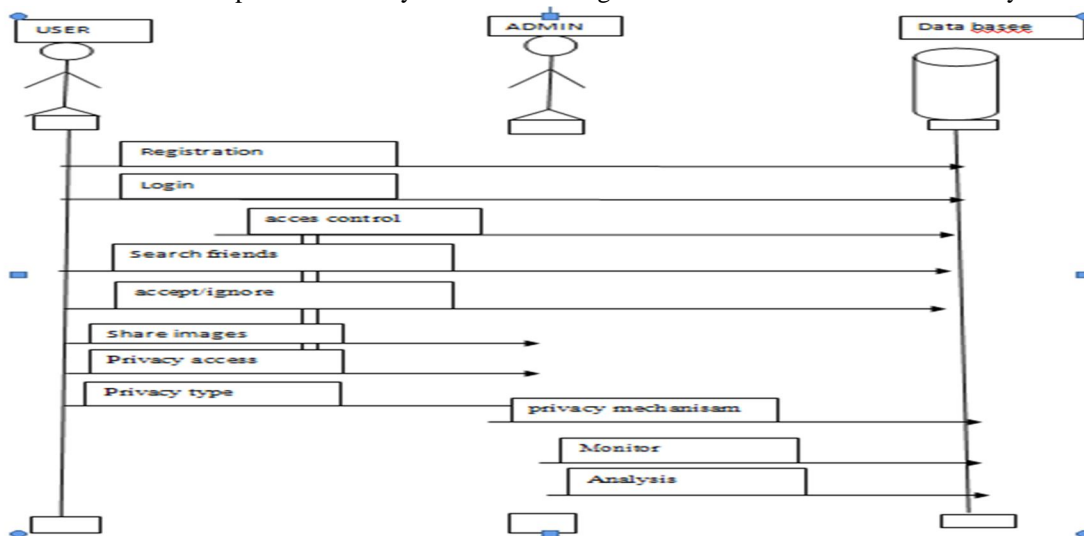 USER
ADMIN
Data basee
Registration
Login
acces control
Search friends
accept/ignore
Share images
Privacy access
Privacy type
privacy mechanisam
Monitor
Analysis